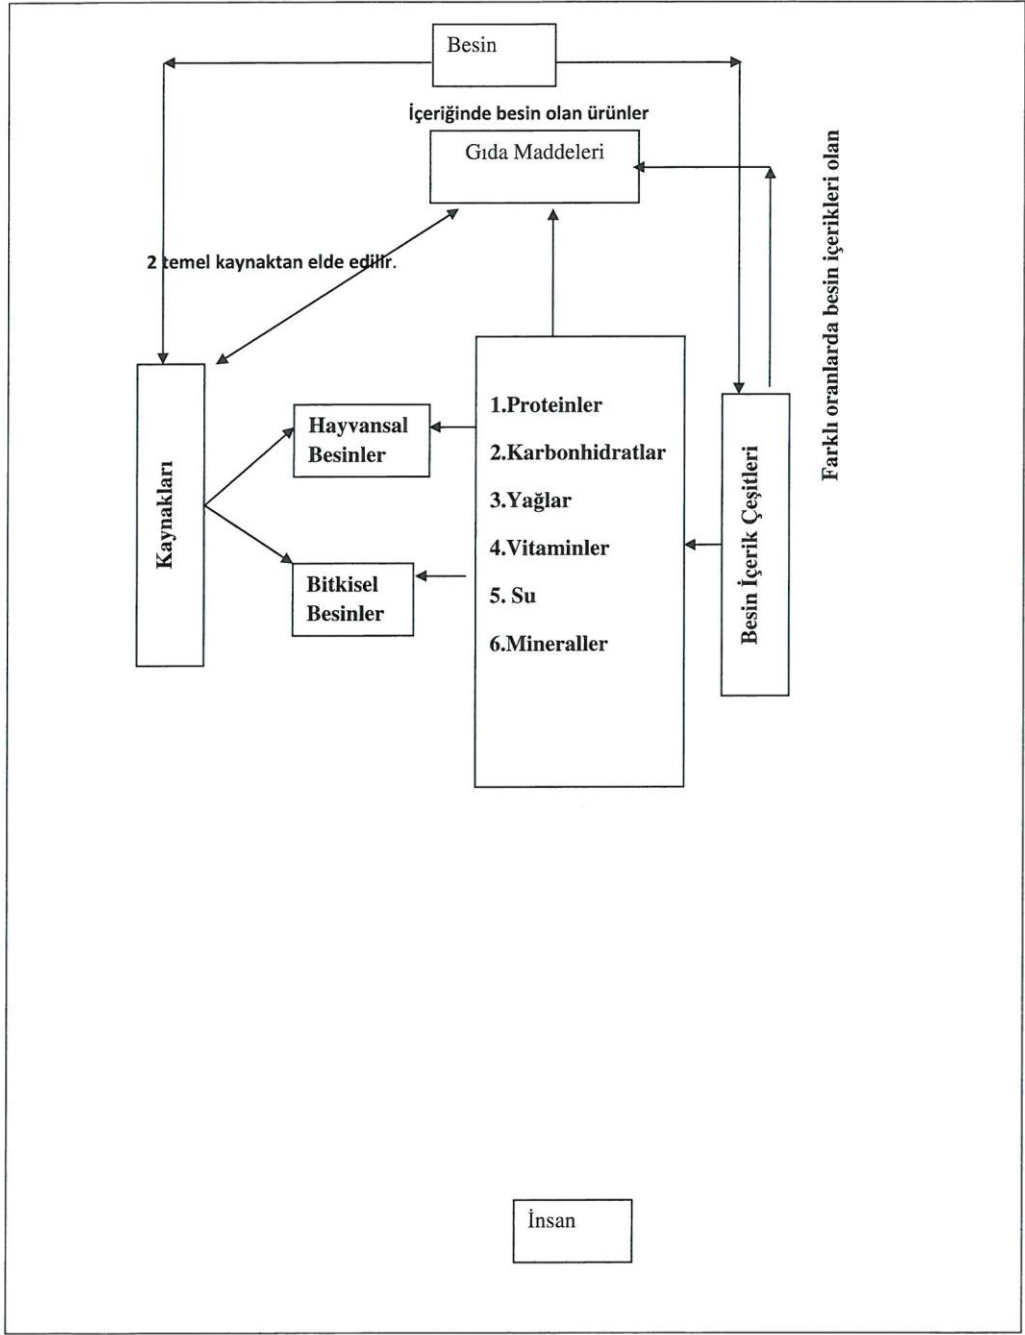 Besin
İçeriğinde besin olan ürünler
Gıda Maddeleri
Farklı oranlarda besin içerikleri olan
2 temel kaynaktan elde edilir.
Kaynakları
Hayvansal
Besinler
Bitkisel
Besinler
1.Proteinler
2.Karbonhidratlar
3.Yağlar
4.Vitaminler
5. Su
6.Mineraller
Besin İçerik Çeşitleri
İnsan